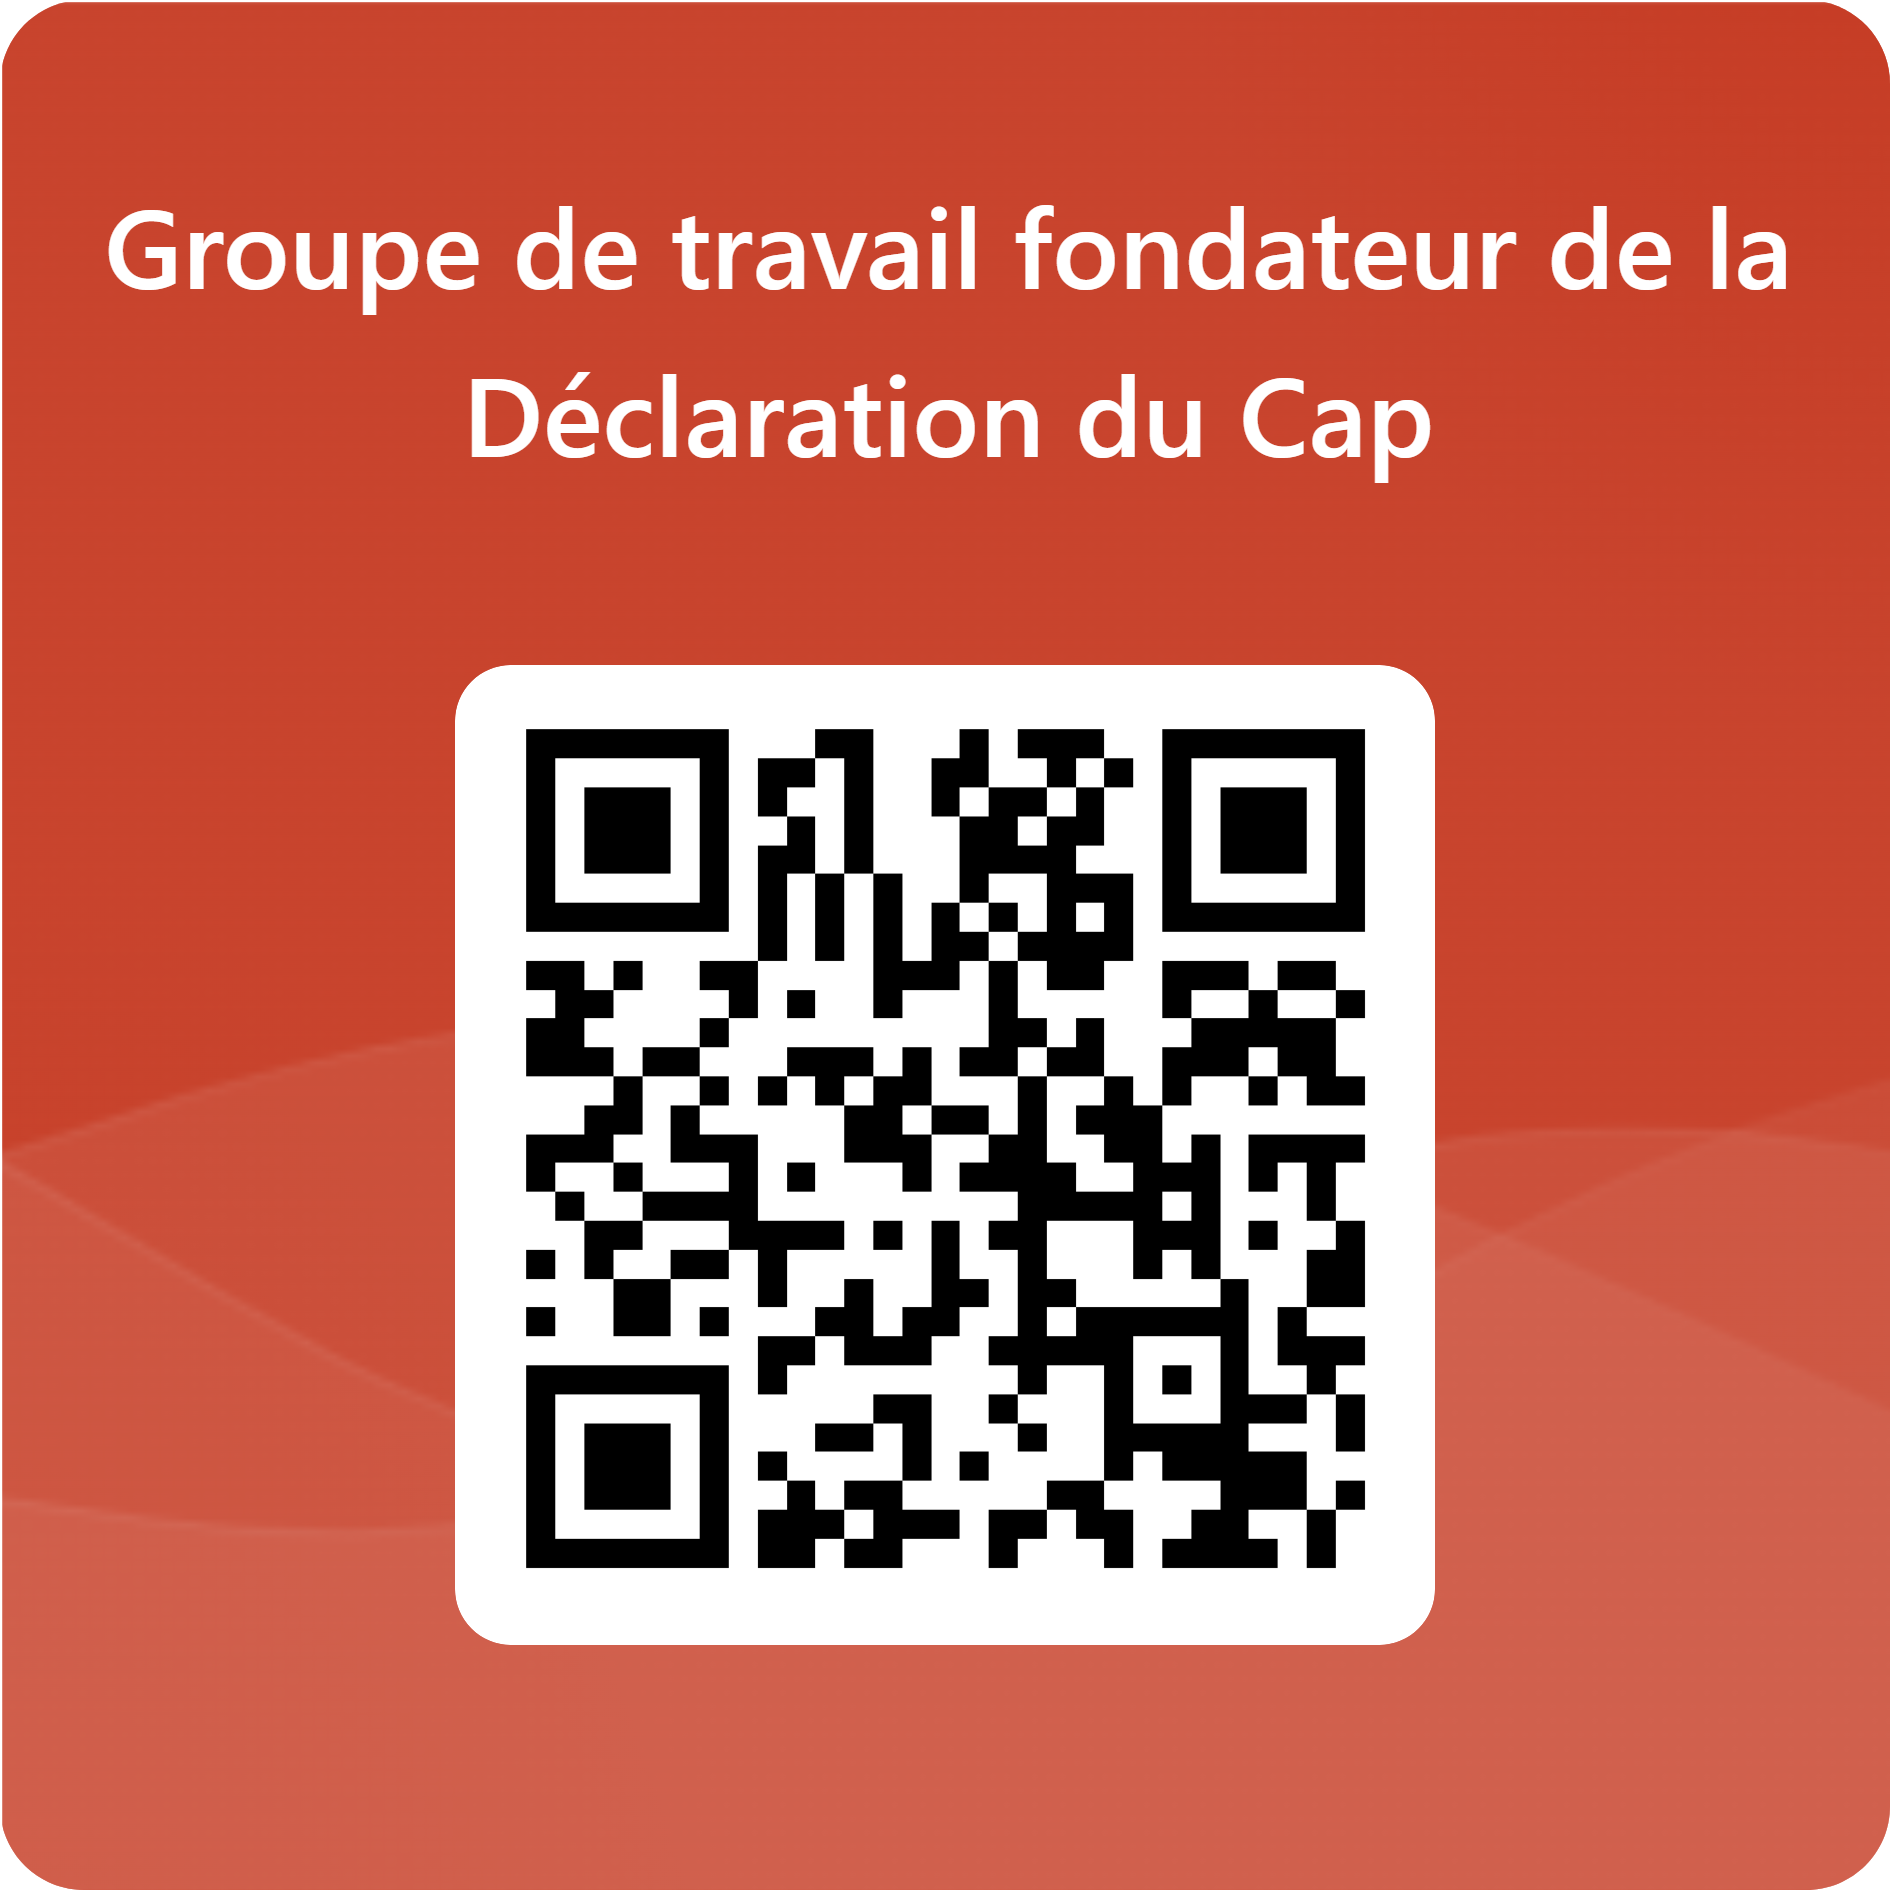 Groupe de travail fondateur de la
Déclaration du Cap